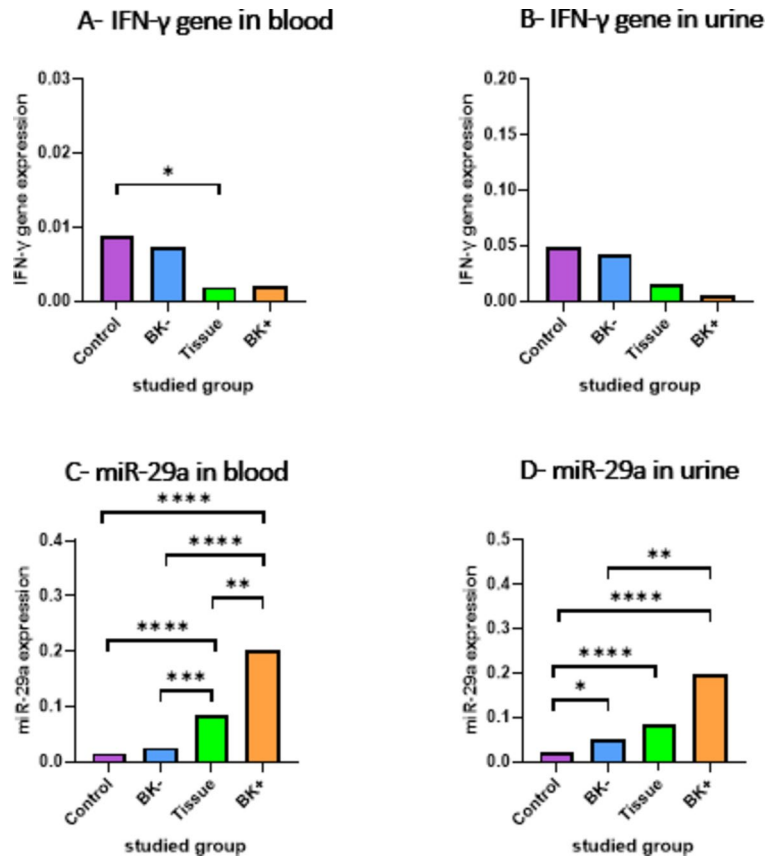 A- IFN-γ gene in blood
IFN-γ gene expression
0.03
0.02
0.01
0.00
*
Control
BK-
Tissue
BK+
studied group
B- IFN-γ gene in urine
IFN-γ gene expression
0.20
0.15
0.10
0.05
0.00
Control
BK-
Tissue
BK+
studied group
C- miR-29a in blood
miR-29a expression
0.4
0.3
0.2
0.1
0.0
****
****
**
****
***
Control
BK-
Tissue
BK+
studied group
D- miR-29a in urine
miR-29a expression
0.5
0.4
0.3
0.2
0.1
0.0
**
****
****
*
Control
BK-
Tissue
BK+
studied group